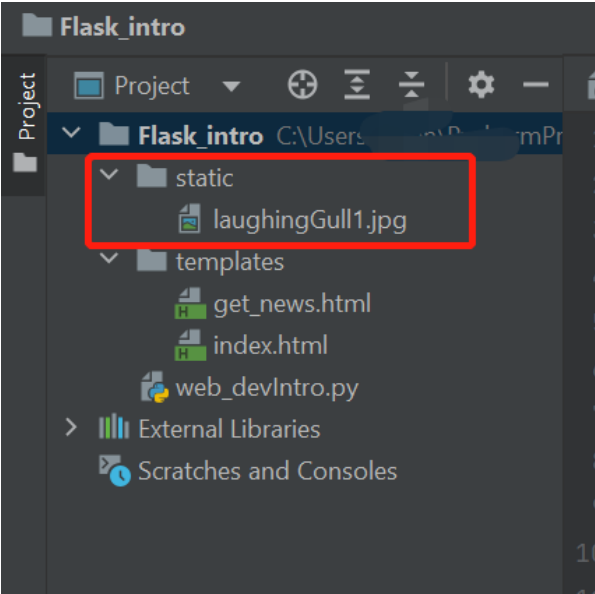 Flask_intro
Project
Project
Flask_intro C:\Users
static
laughingGull1.jpg
templates
H get_news.html
H index.html
web_devIntro.py
External Libraries
Scratches and Consoles